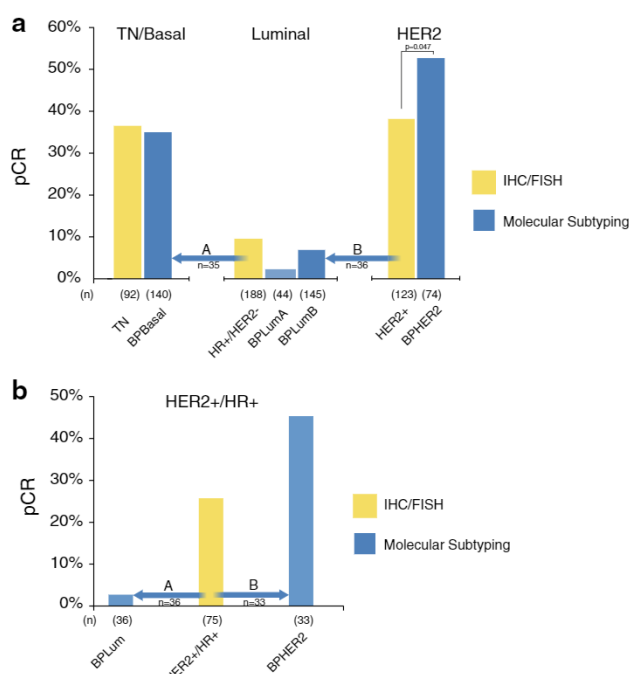 a
TN/Basal Luminal HER2
p=0.047
60%
50%
40%
30%
20%
10%
0%
pCR
IHC/FISH
Molecular Subtyping
A
n=35
B
n=36
(n) (92) (140) (188) (44) (145) (123) (74)
TN
BPBasal
HR+/HER2-
BPLumA
BPLumB
HER2+
BPHER2
b
HER2+/HR+
50%
40%
30%
20%
10%
0%
pCR
IHC/FISH
Molecular Subtyping
A
n=36
B
n=33
(n) (36) (75) (33)
BPLum
HER2+/HR+
BPHER2